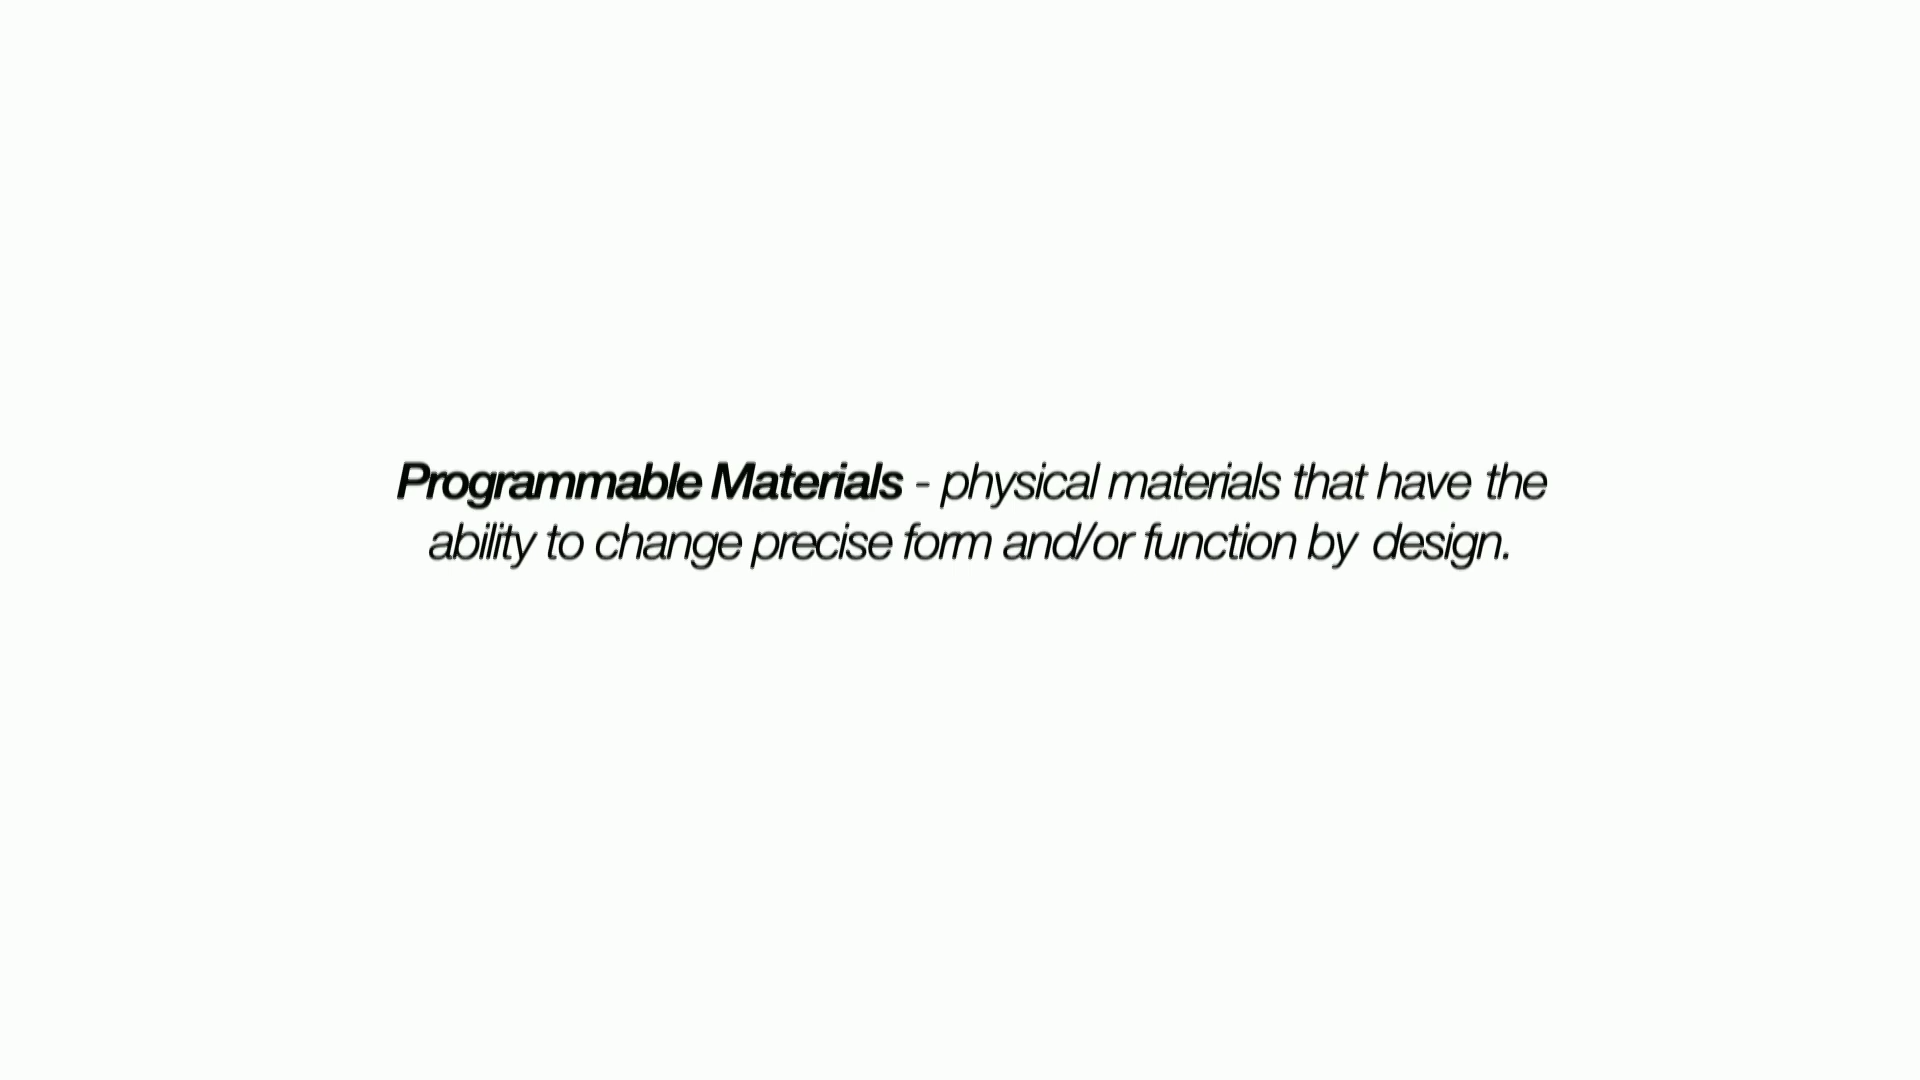 Programmable Materials - physical materials that have the
ability to change precise form and/or function by design.